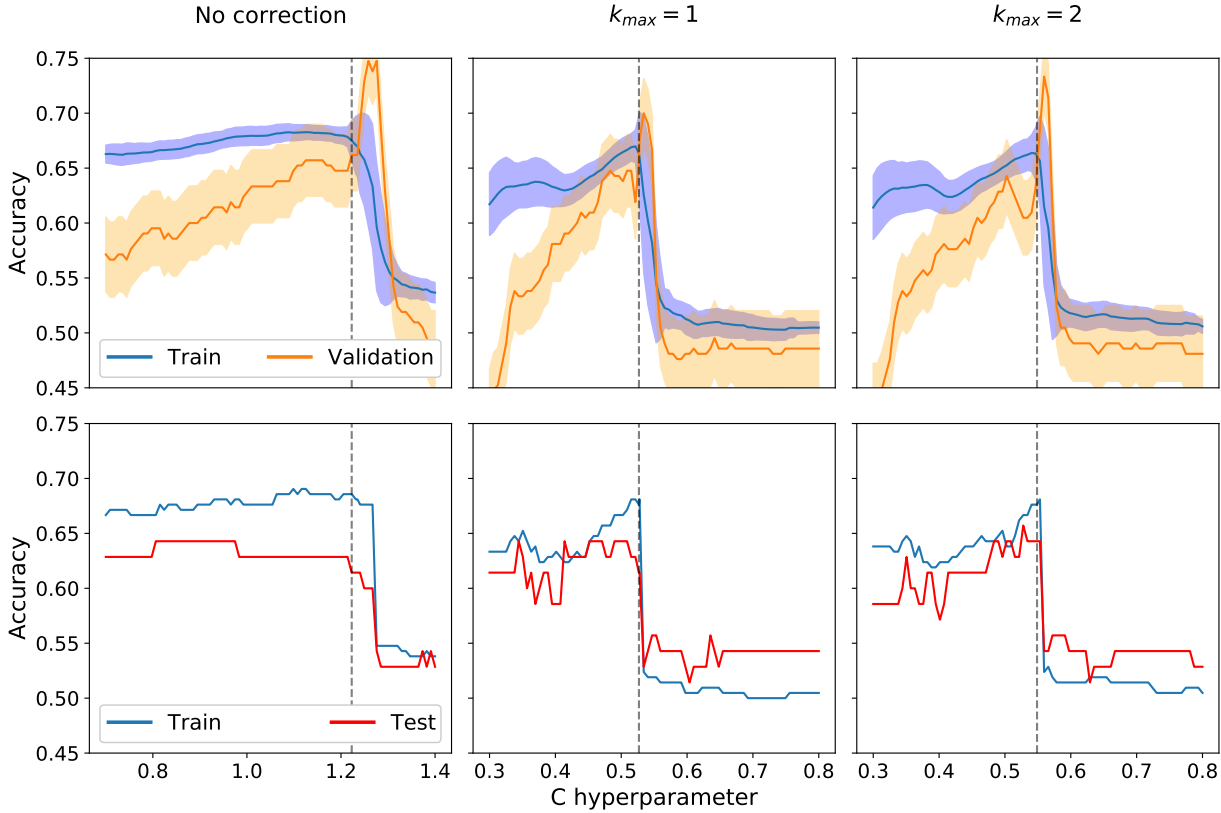 No correction
k_max = 1
k_max = 2
0.75
0.70
0.65
0.60
0.55
0.50
0.45
Accuracy
Train
Validation
0.75
0.70
0.65
0.60
0.55
0.50
0.45
Accuracy
Train
Test
0.8 1.0 1.2 1.4
0.3 0.4 0.5 0.6 0.7 0.8
0.3 0.4 0.5 0.6 0.7 0.8
C hyperparameter